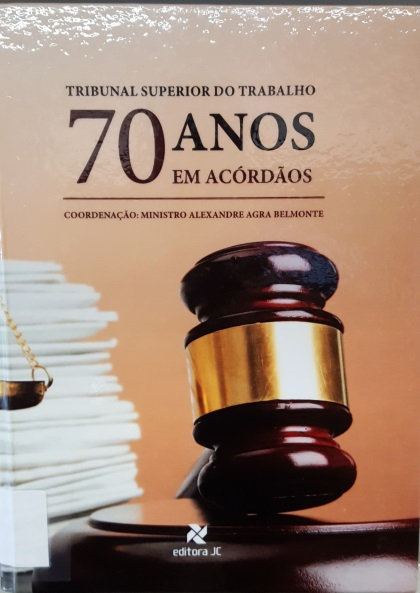 TRIBUNAL SUPERIOR DO TRABALHO
70 ANOS
EM ACÓRDÃOS
COORDENAÇÃO: MINISTRO ALEXANDRE AGRA BELMONTE
editora JC